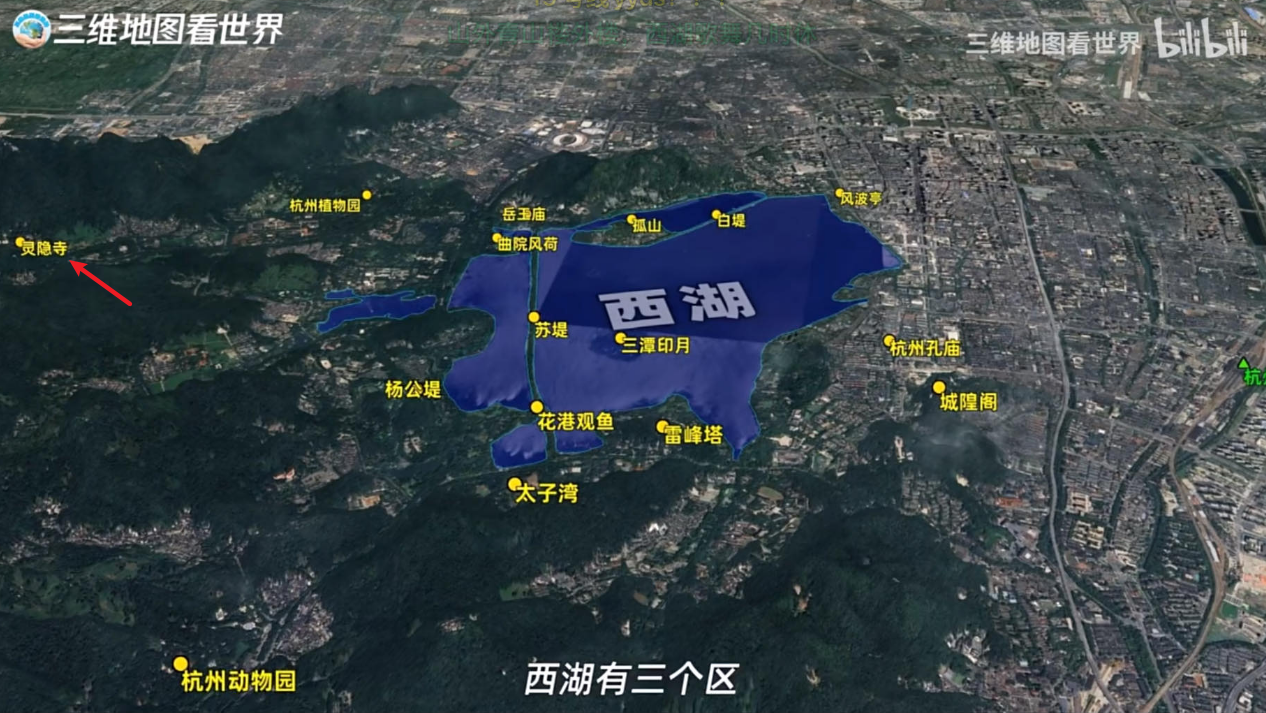 三维地图看世界
三维地图看世界 bilibili
杭州植物园
岳王庙
孤山
白堤
风波亭
灵隐寺
曲院风荷
西湖
苏堤
三潭印月
杭州孔庙
杨公堤
城隍阁
花港观鱼
雷峰塔
太子湾
杭州动物园
西湖有三个区